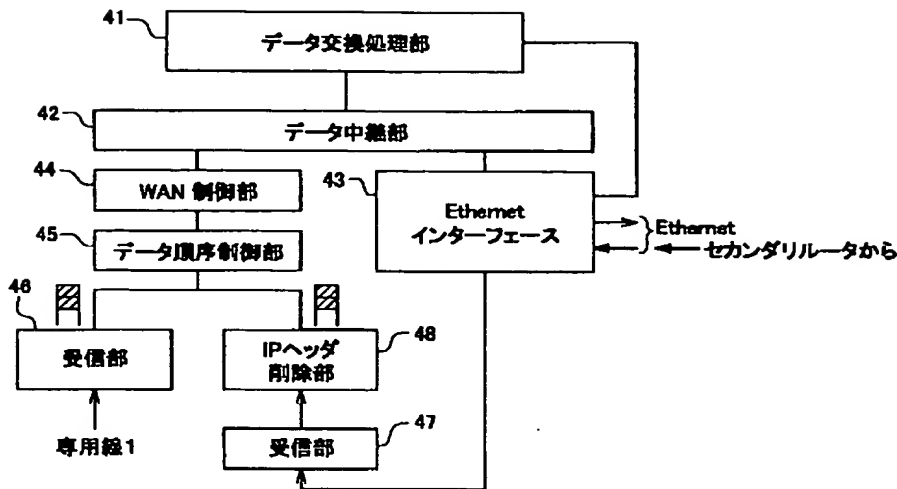 41
データ交換処理部
42
データ中継部
44
WAN 制御部
43
Ethernet
インターフェース
Ethernet
セカンダリルータから
45
データ順序制御部
46
受信部
48
IPヘッダ
削除部
専用線1
47
受信部